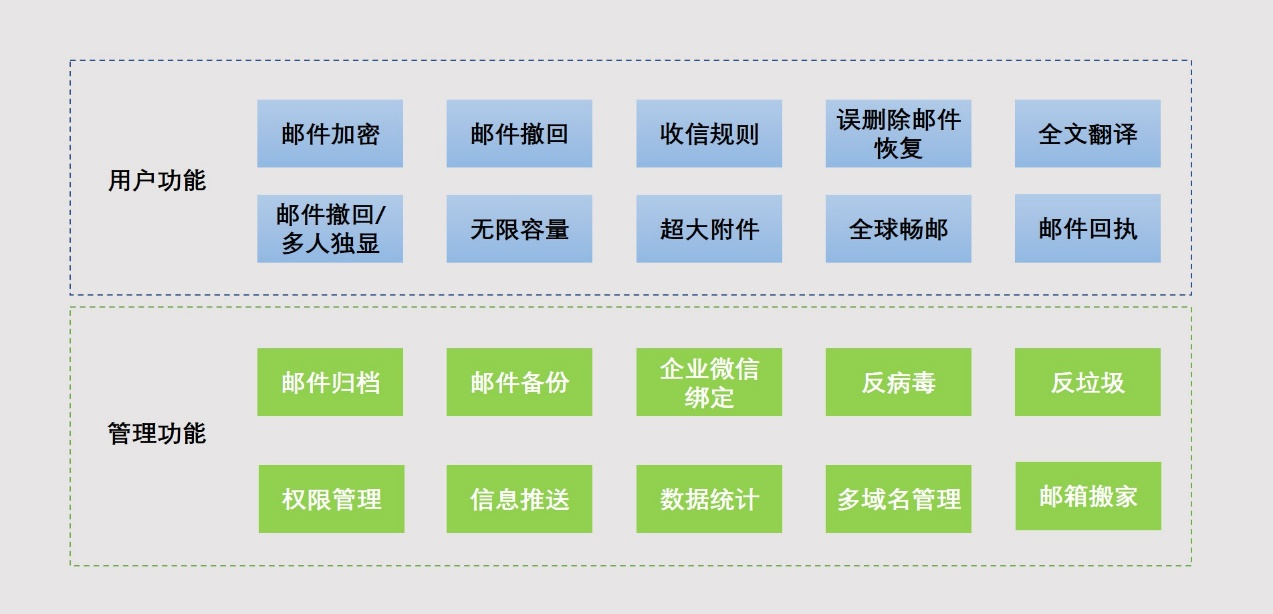 用户功能
邮件加密
邮件撤回
收信规则
误删除邮件
恢复
全文翻译
邮件撤回/
多人独显
无限容量
超大附件
全球畅邮
邮件回执
管理功能
邮件归档
邮件备份
企业微信
绑定
反病毒
反垃圾
权限管理
信息推送
数据统计
多域名管理
邮箱搬家